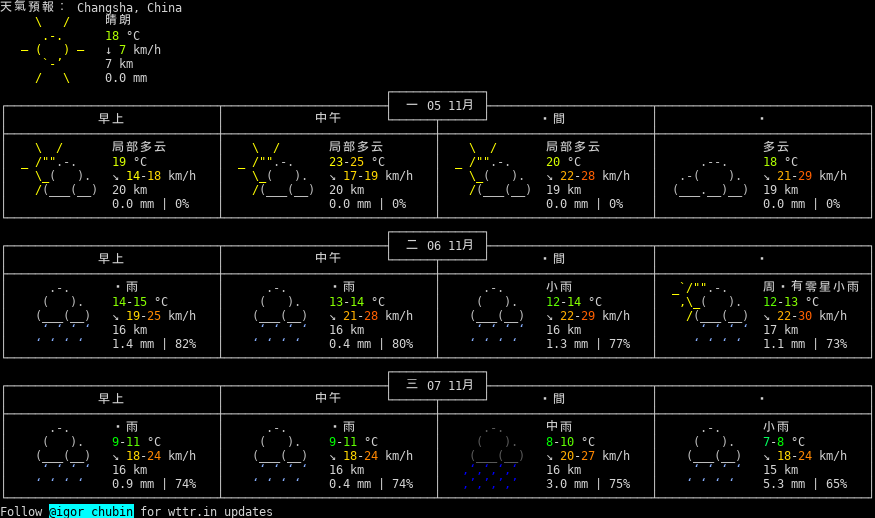 天氣預報： Changsha, China
晴朗
18 °C
↓ 7 km/h
7 km
0.0 mm
一 05 11月
早上 中午 ・間 ・
局部多云 局部多云 局部多云 多云
19 °C 23-25 °C 20 °C 18 °C
↘ 14-18 km/h ↘ 17-19 km/h ↘ 22-28 km/h ↘ 21-29 km/h
20 km 20 km 19 km 19 km
0.0 mm | 0% 0.0 mm | 0% 0.0 mm | 0% 0.0 mm | 0%
二 06 11月
早上 中午 ・間 ・
・雨 ・雨 小雨 周・有零星小雨
14-15 °C 13-14 °C 12-14 °C 12-13 °C
↘ 19-25 km/h ↘ 21-28 km/h ↘ 22-29 km/h ↘ 22-30 km/h
16 km 16 km 16 km 17 km
1.4 mm | 82% 0.4 mm | 80% 1.3 mm | 77% 1.1 mm | 73%
三 07 11月
早上 中午 ・間 ・
・雨 ・雨 中雨 小雨
9-11 °C 9-11 °C 8-10 °C 7-8 °C
↘ 18-24 km/h ↘ 18-24 km/h ↘ 20-27 km/h ↘ 18-24 km/h
16 km 16 km 16 km 15 km
0.9 mm | 74% 0.4 mm | 74% 3.0 mm | 75% 5.3 mm | 65%
Follow @igor_chubin for wttr.in updates